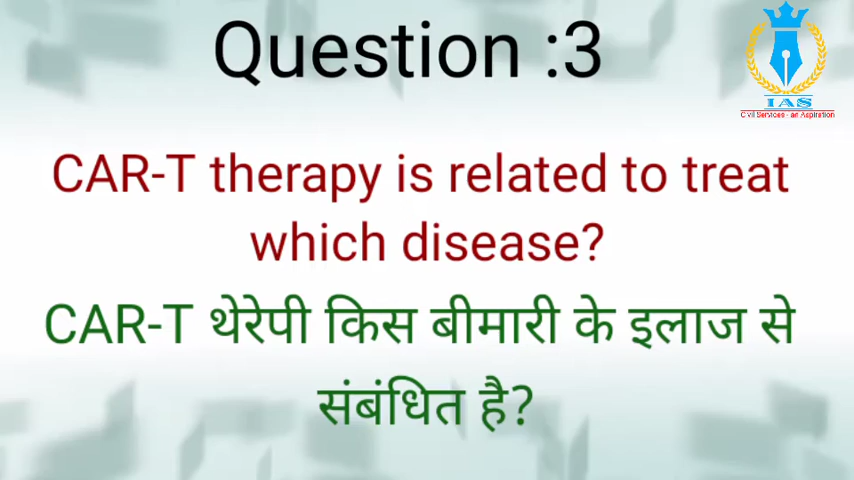 Question :3
IAS
Civil Services - an Aspiration
CAR-T therapy is related to treat
which disease?
CAR-T थेरेपी किस बीमारी के इलाज से
संबंधित है?